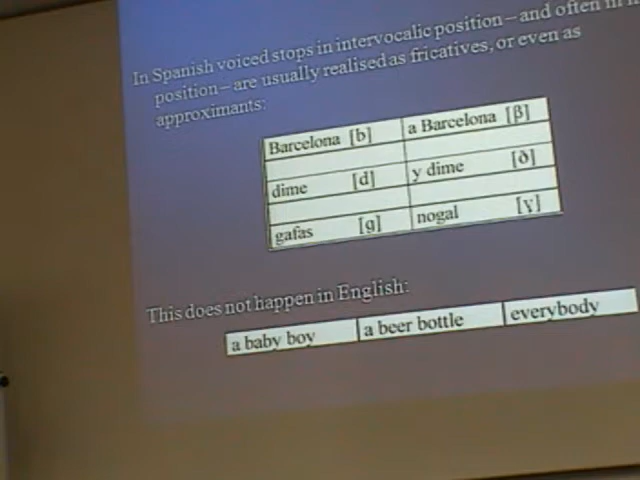 In Spanish voiced stops in intervocalic position – and often in
position – are usually realised as fricatives, or even as
approximants:
Barcelona [b] a Barcelona [β]
dime [d] y dime [ð]
gafas [g] nogal [ɣ]
This does not happen in English:
a baby boy a beer bottle everybody